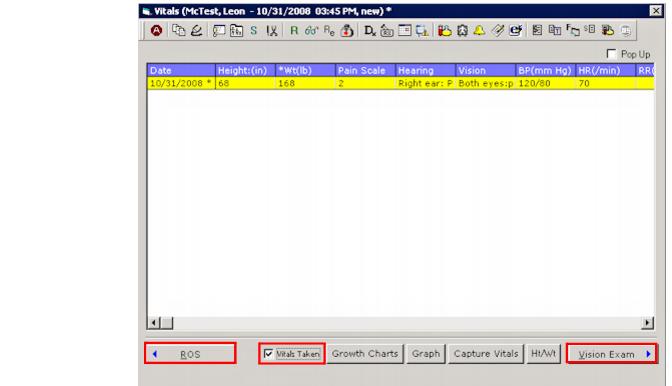 Vitals (McTest, Leon - 10/31/2008 03:45 PM, new) *
A S R Re Dx
Pop Up
Date Height:(in) *Wt(lb) Pain Scale Hearing Vision BP(mm Hg) HR(/min) RR(
10/31/2008 * 68 168 2 Right ear: P Both eyes:p 120/80 70
ROS Vitals Taken Growth Charts Graph Capture Vitals Ht/Wt Vision Exam